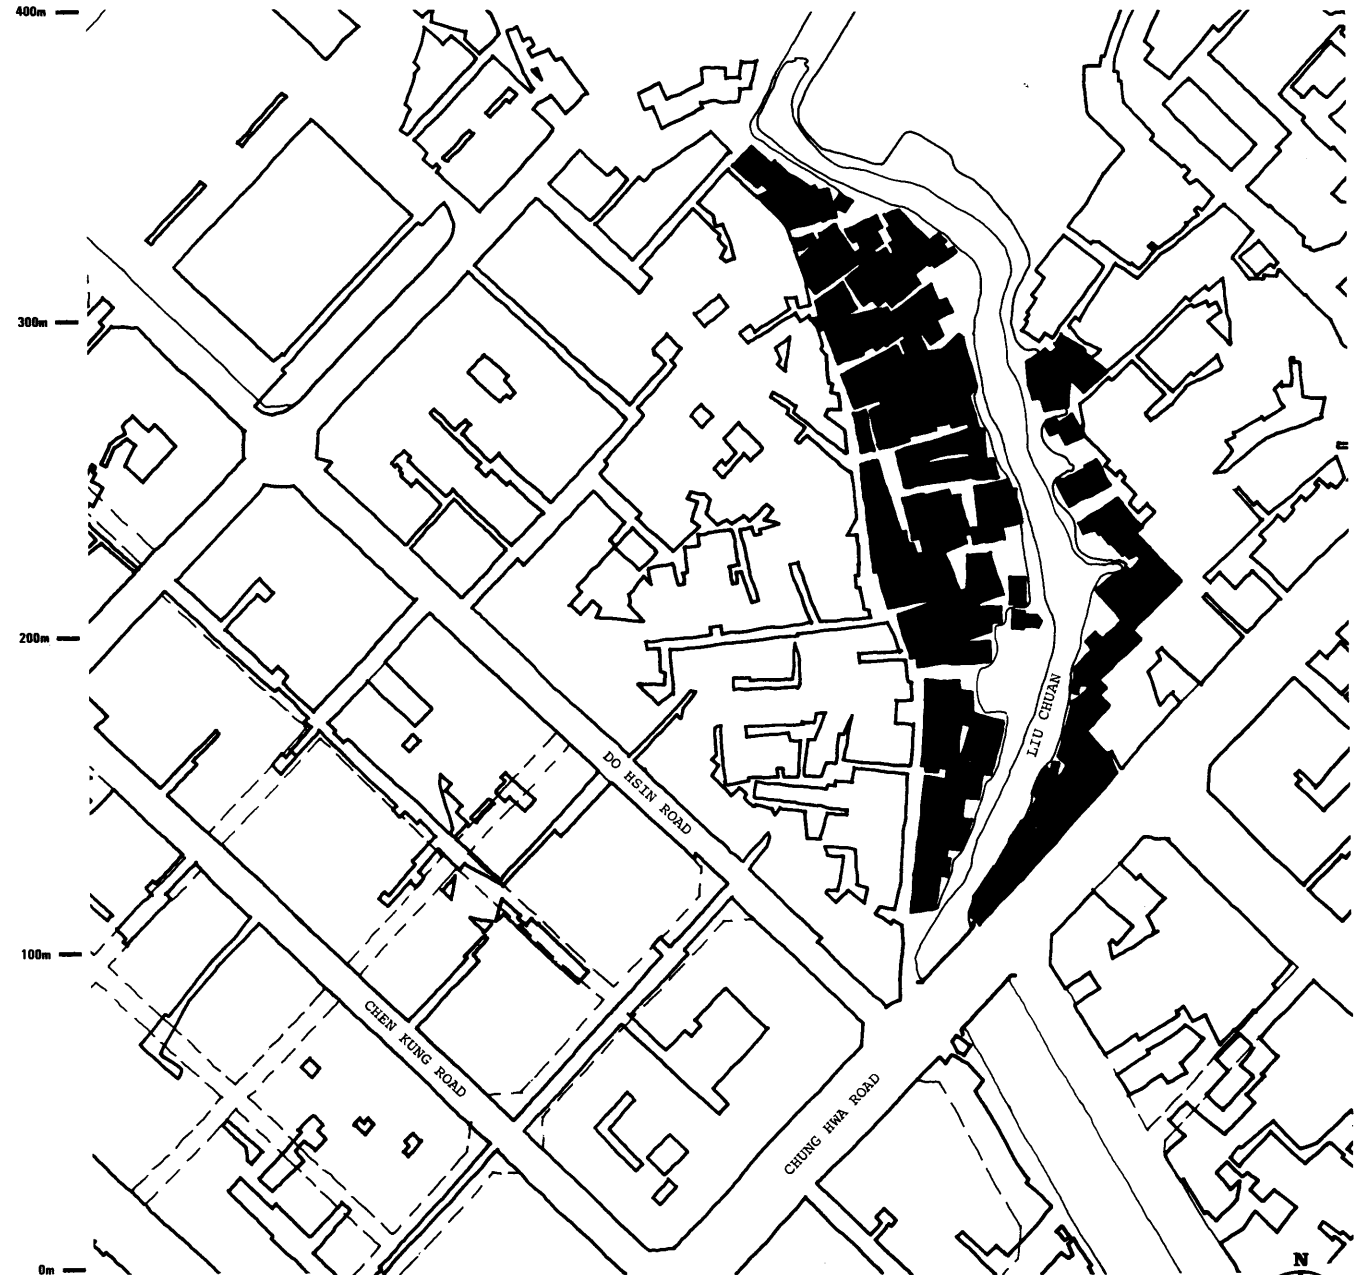 400m
300m
200m
100m
0m
LIU CHUAN
DO HSIN ROAD
CHEN KUNG ROAD
CHUNG HWA ROAD
N